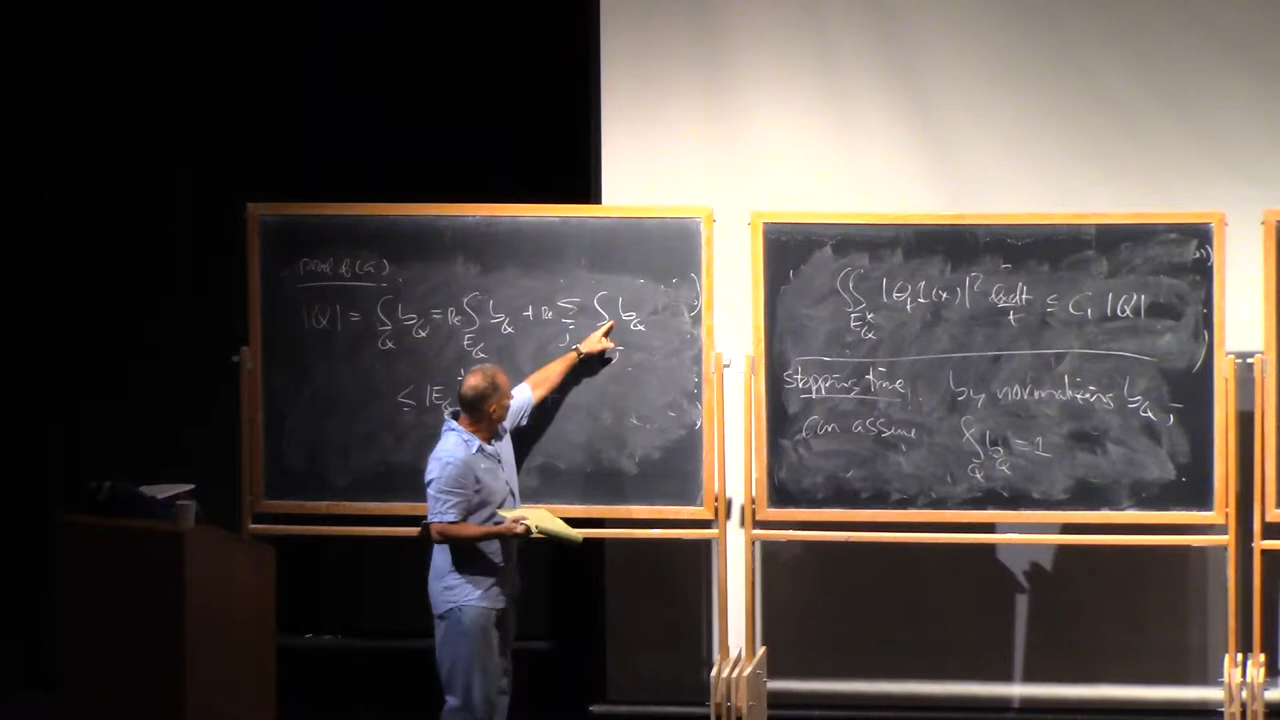 proof of (a)
|Q| = ∫_Q b_Q = Re ∫_{E_Q} b_Q + Re Σ_j ∫ b_Q
≤ |E_Q
∬_{E_Q^*} |θ_t 1(x)|² dxdt/t ≤ C_1 |Q|
stopping time. by normalizing b_Q,
can assume ∫_Q b_Q = 1